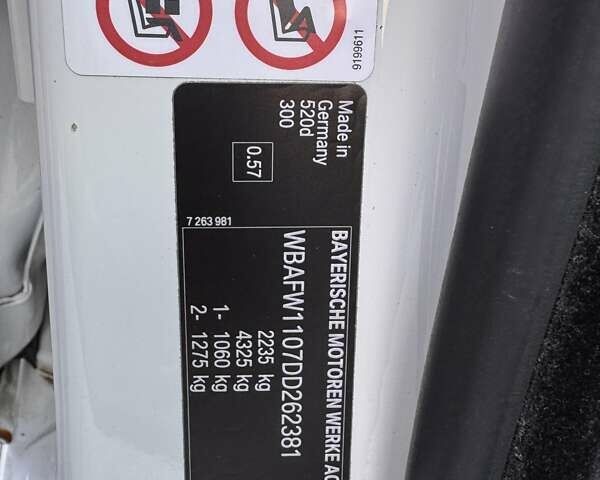 9199611
Made in
Germany
520d
300
0.57
7 263 981
BAYERISCHE MOTOREN WERKE AG
WBAFW1107DD262381
2235 kg
4325 kg
1- 1060 kg
2- 1275 kg